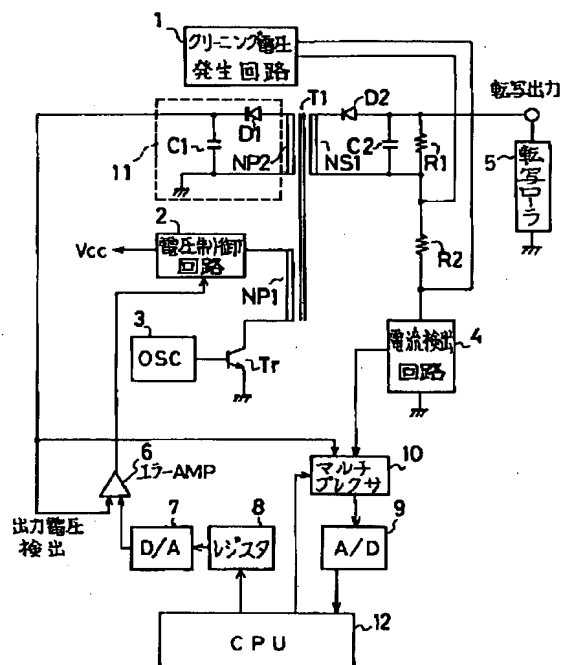 1
クリーニング電圧
発生回路
T1
転写出力
D2
D1
C1
NP2
NS1
C2
R1
5
転写ローラ
11
2
電圧制御
回路
Vcc
R2
NP1
3
OSC
Tr
電流検出
回路
4
6
エラーAMP
マルチ
プレクサ
10
出力電圧
検出
7
D/A
8
レジスタ
9
A/D
CPU
12